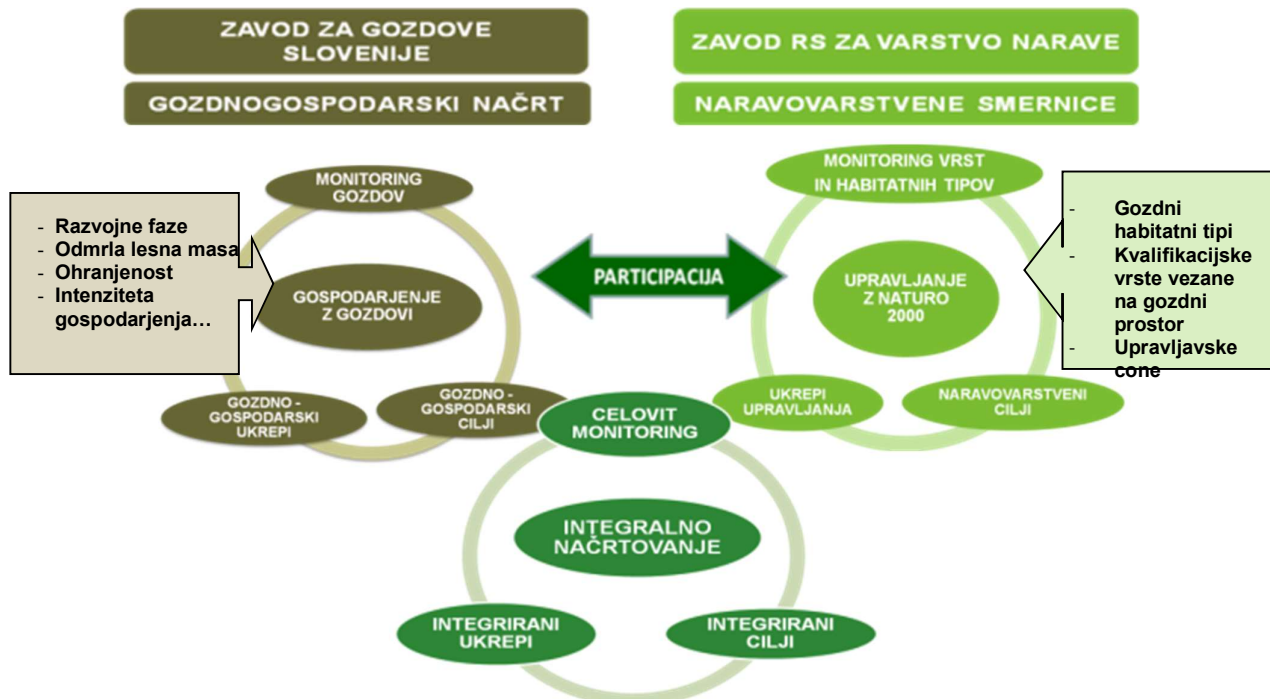 ZAVOD ZA GOZDOVE
SLOVENIJE
GOZDNOGOSPODARSKI NAČRT
ZAVOD RS ZA VARSTVO NARAVE
NARAVOVARSTVENE SMERNICE
MONITORING
GOZDOV
- Razvojne faze
- Odmrla lesna masa
- Ohranjenost
- Intenziteta
gospodarjenja...
GOSPODARJENJE
Z GOZDOVI
GOZDNO -
GOSPODARSKI
UKREPI
GOZDNO -
GOSPODARSKI
CILJI
PARTICIPACIJA
MONITORING VRST
IN HABITATNIH TIPOV
UPRAVLJANJE
Z NATURO
2000
- Gozdni
habitatni tipi
- Kvalifikacijske
vrste vezane
na gozdni
prostor
- Upravljavske
cone
UKREPI
UPRAVLJANJA
NARAVOVARSTVENI
CILJI
CELOVIT
MONITORING
INTEGRALNO
NAČRTOVANJE
INTEGRIRANI
UKREPI
INTEGRIRANI
CILJI